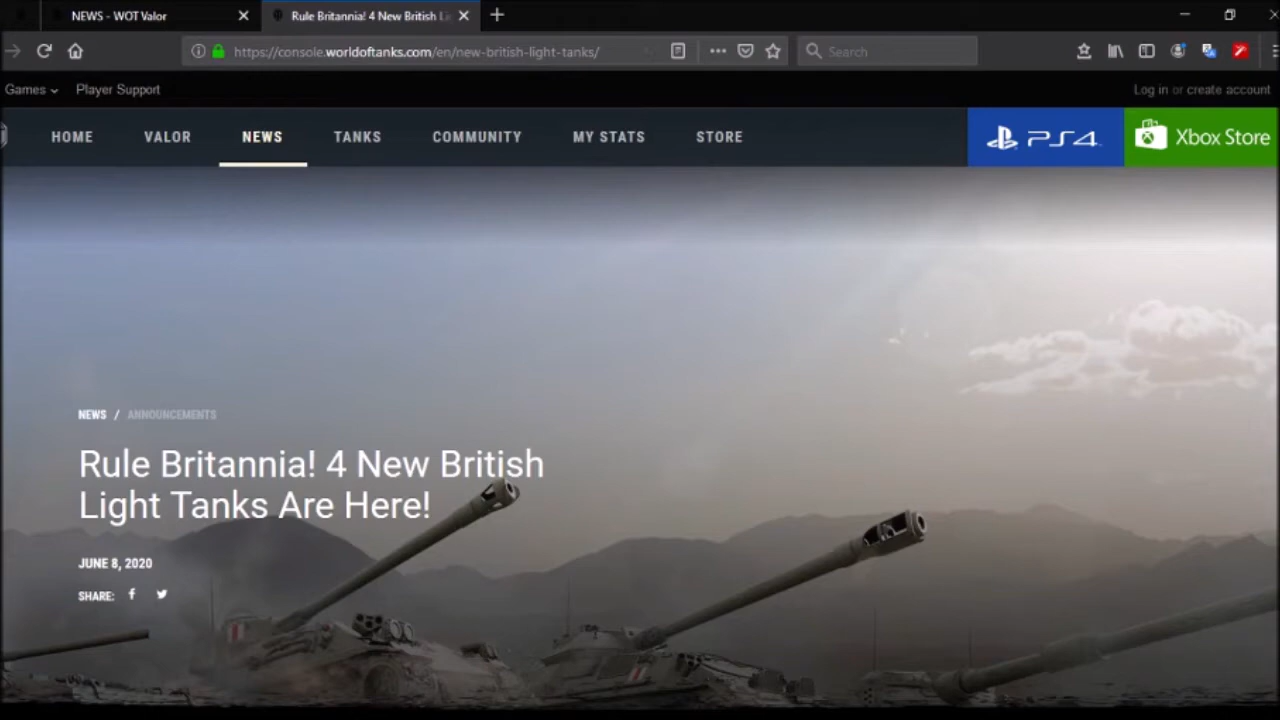 NEWS - WOT Valor
Rule Britannia! 4 New British Li
https://console.worldoftanks.com/en/new-british-light-tanks/
Search
Games
Player Support
Log in or create account
HOME
VALOR
NEWS
TANKS
COMMUNITY
MY STATS
STORE
PS4
Xbox Store
NEWS / ANNOUNCEMENTS
Rule Britannia! 4 New British
Light Tanks Are Here!
JUNE 8, 2020
SHARE: